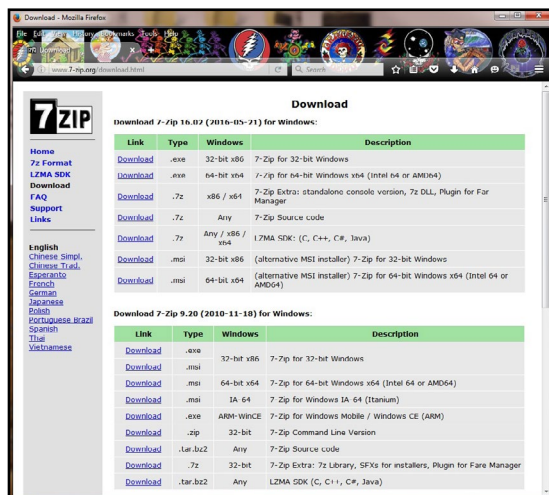 Download - Mozilla Firefox
File Edit View History Bookmarks Tools Help
Download
www.7-zip.org/download.html
Search
7ZIP
Home
7z Format
LZMA SDK
Download
FAQ
Support
Links
English
Chinese Simpl.
Chinese Trad.
Esperanto
French
German
Japanese
Polish
Portuguese Brazil
Spanish
Thai
Vietnamese
Download
Download 7-Zip 16.02 (2016-05-21) for Windows:
Link Type Windows Description
Download .exe 32-bit x86 7-Zip for 32-bit Windows
Download .exe 64-bit x64 7-Zip for 64-bit Windows x64 (Intel 64 or AMD64)
Download .7z x86 / x64 7-Zip Extra: standalone console version, 7z DLL, Plugin for Far
Manager
Download .7z Any 7-Zip Source code
Download .7z Any / x86 /
x64 LZMA SDK: (C, C++, C#, Java)
Download .msi 32-bit x86 (alternative MSI installer) 7-Zip for 32-bit Windows
Download .msi 64-bit x64 (alternative MSI installer) 7-Zip for 64-bit Windows x64 (Intel 64 or
AMD64)
Download 7-Zip 9.20 (2010-11-18) for Windows:
Link Type Windows Description
Download .exe 32-bit x86 7-Zip for 32-bit Windows
Download .msi
Download .msi 64-bit x64 7-Zip for 64-bit Windows x64 (Intel 64 or AMD64)
Download .msi IA-64 7-Zip for Windows IA-64 (Itanium)
Download .exe ARM-WinCE 7-Zip for Windows Mobile / Windows CE (ARM)
Download .zip 32-bit 7-Zip Command Line Version
Download .tar.bz2 Any 7-Zip Source code
Download .7z 32-bit 7-Zip Extra: 7z Library, SFXs for installers, Plugin for Fare Manager
Download .tar.bz2 Any LZMA SDK (C, C++, C#, Java)